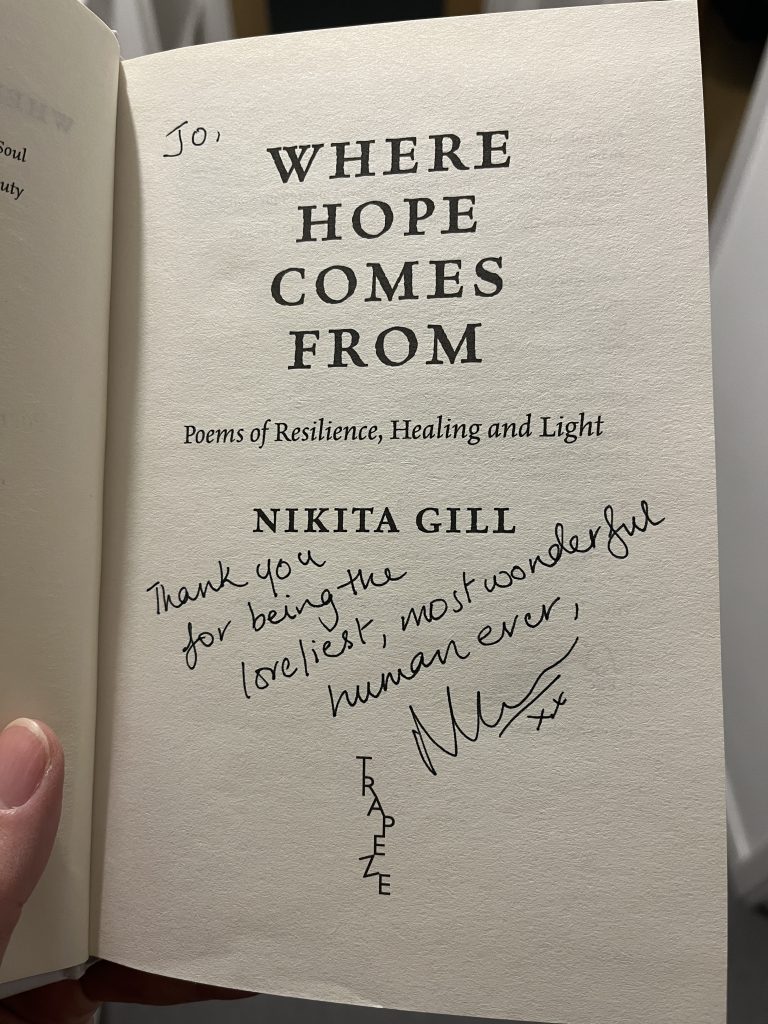 Soul
uty
Jo,
WHERE
HOPE
COMES
FROM
Poems of Resilience, Healing and Light
NIKITA GILL
Thank you
for being the
loveliest, most wonderful
human ever,
xx
TRAPEZE